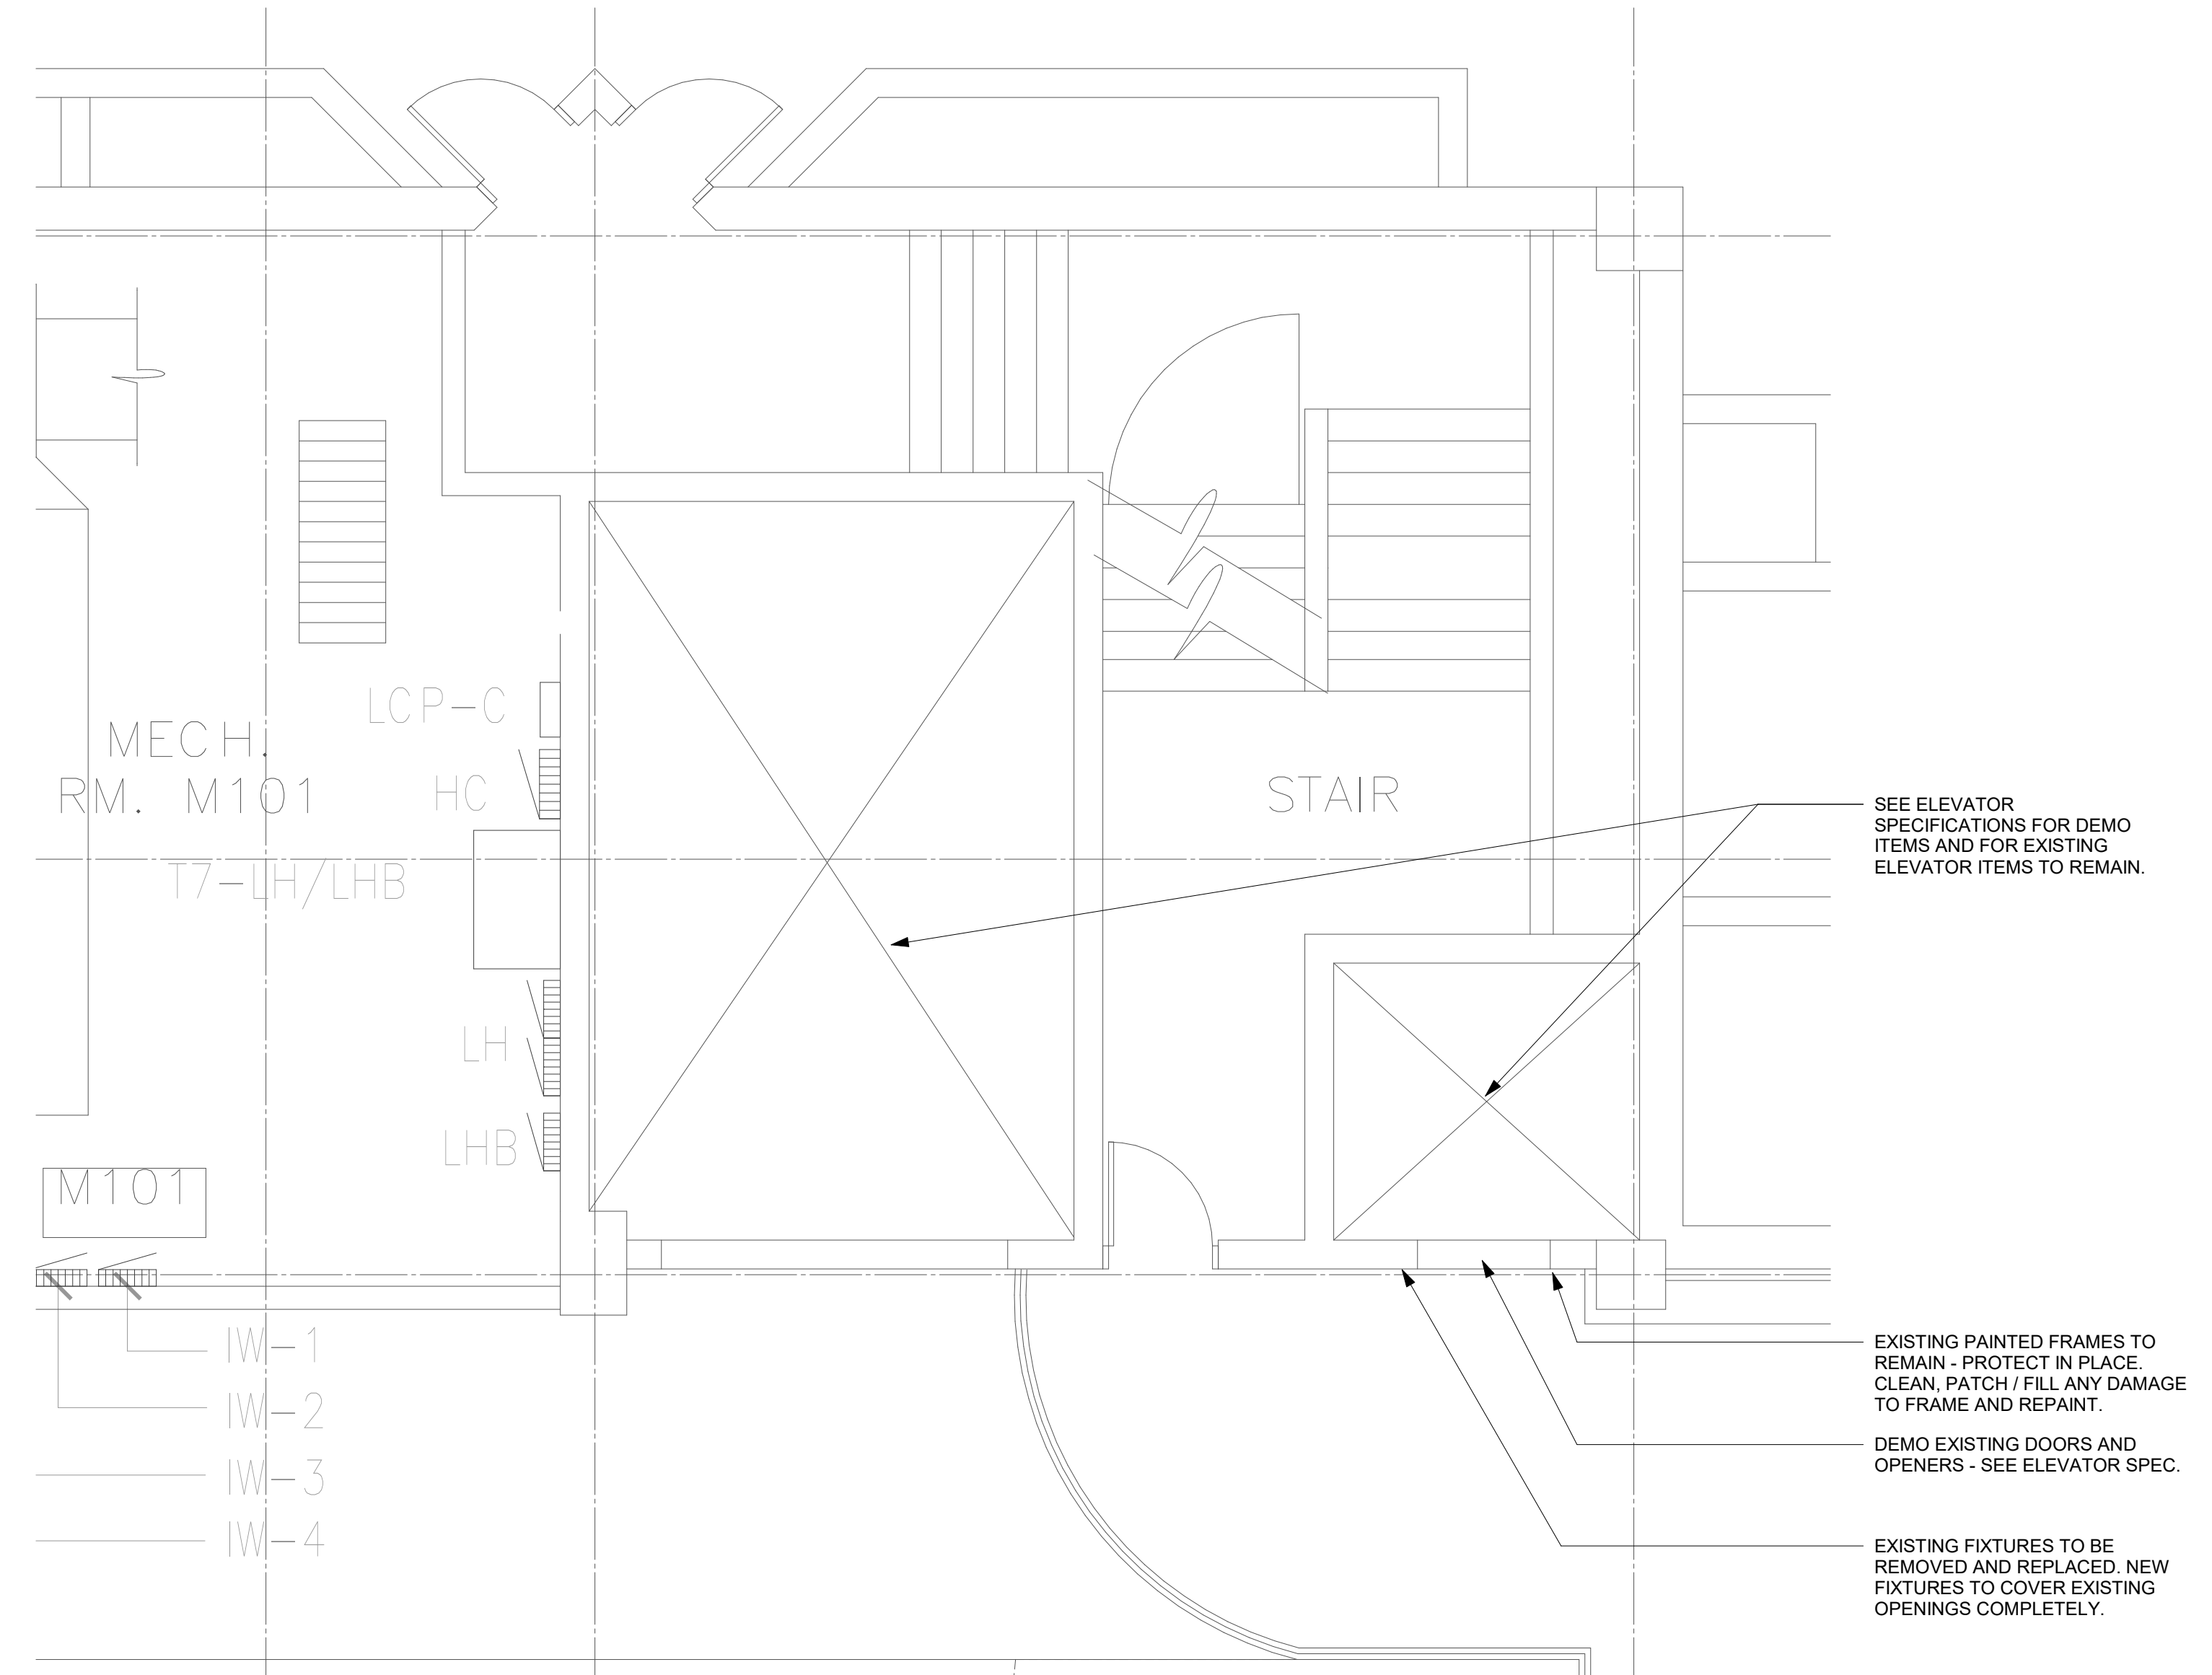 LCP-C
MECH.
RM. M101
HC
STAIR
T7-LH/LHB
LH
LHB
M101
IW-1
IW-2
IW-3
IW-4
SEE ELEVATOR
SPECIFICATIONS FOR DEMO
ITEMS AND FOR EXISTING
ELEVATOR ITEMS TO REMAIN.
EXISTING PAINTED FRAMES TO
REMAIN - PROTECT IN PLACE.
CLEAN, PATCH / FILL ANY DAMAGE
TO FRAME AND REPAINT.
DEMO EXISTING DOORS AND
OPENERS - SEE ELEVATOR SPEC.
EXISTING FIXTURES TO BE
REMOVED AND REPLACED. NEW
FIXTURES TO COVER EXISTING
OPENINGS COMPLETELY.